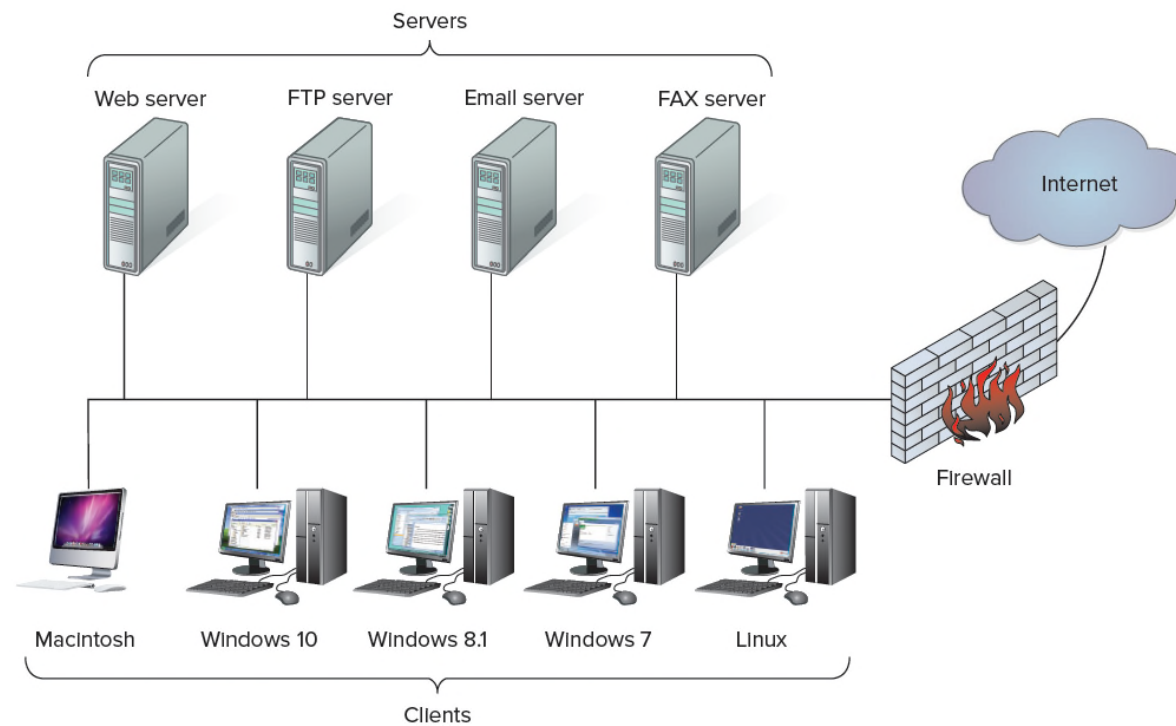 Servers
Web server
FTP server
Email server
FAX server
Internet
Firewall
Macintosh
Windows 10
Windows 8.1
Windows 7
Linux
Clients